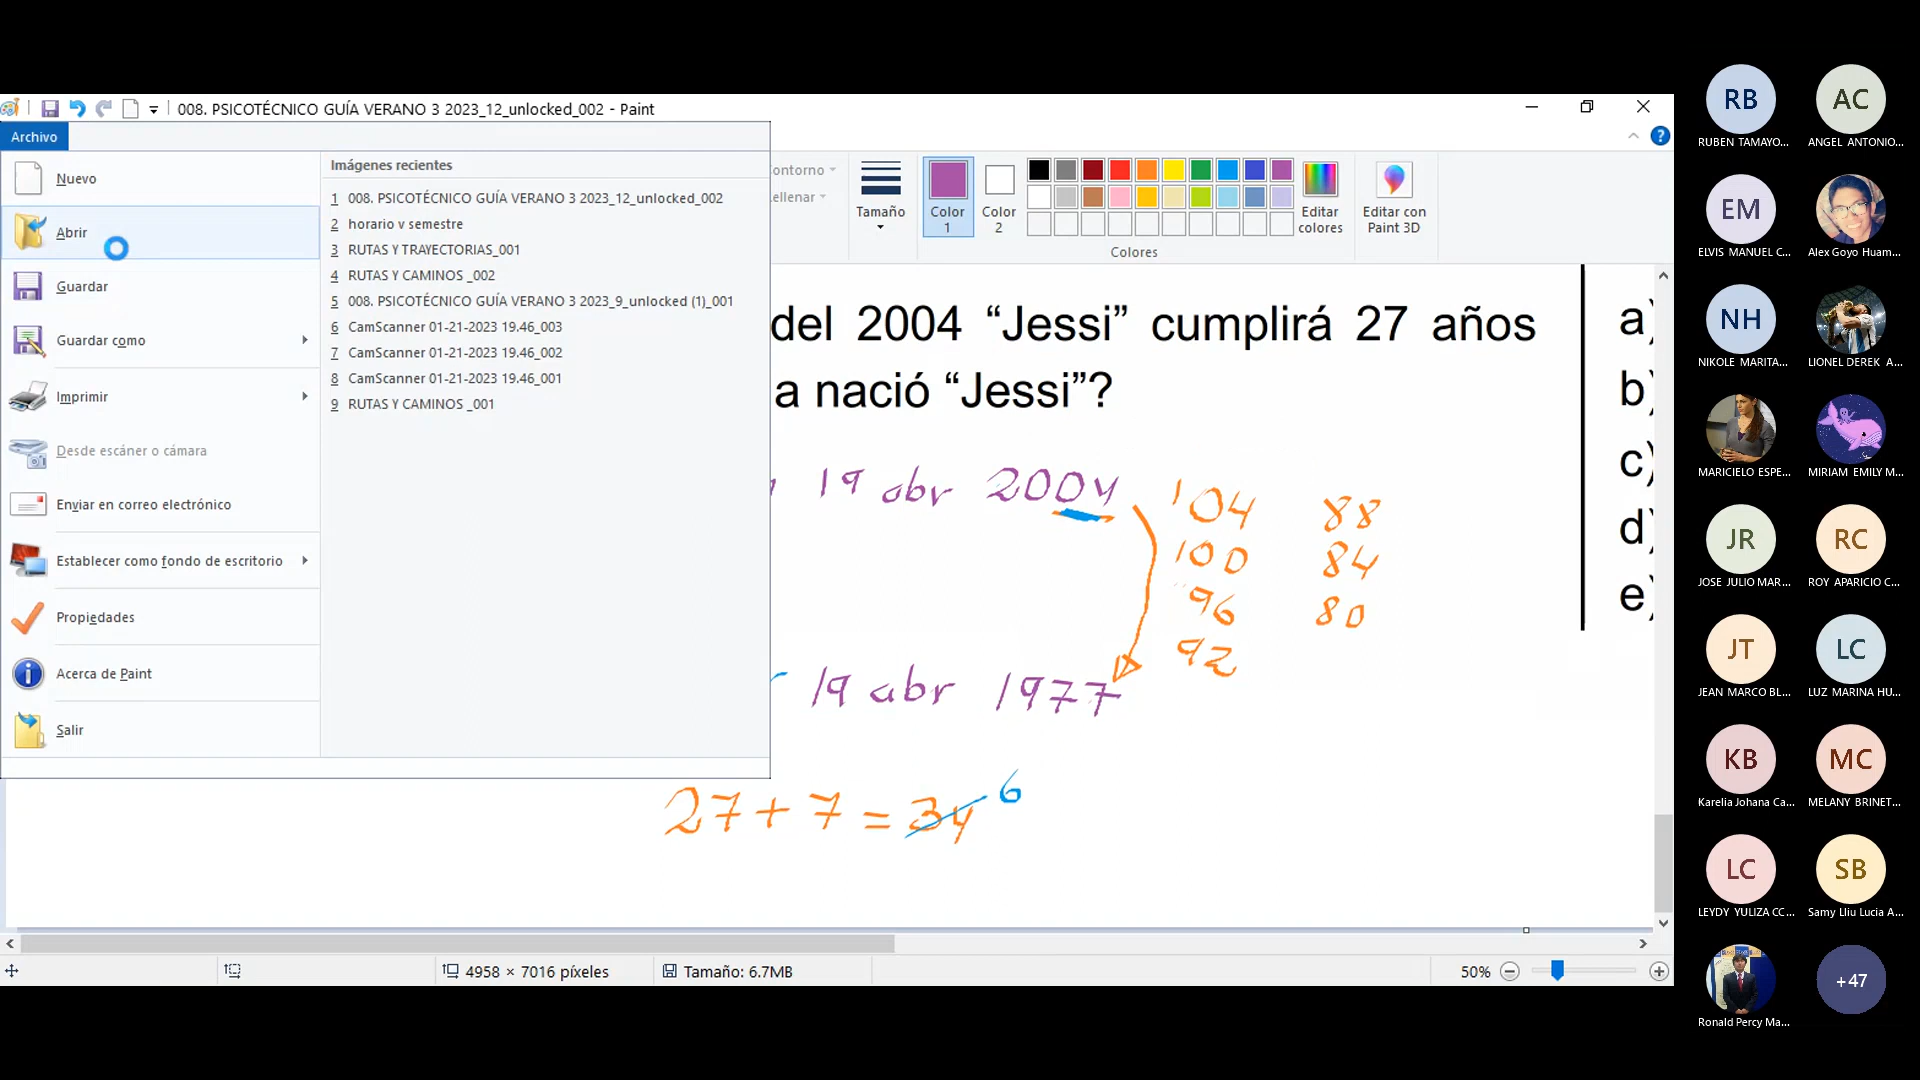 008. PSICOTÉCNICO GUÍA VERANO 3 2023_12_unlocked_002 - Paint
Archivo
Nuevo
Abrir
Guardar
Guardar como
Imprimir
Desde escáner o cámara
Enviar en correo electrónico
Establecer como fondo de escritorio
Propiedades
Acerca de Paint
Salir
Imágenes recientes
1 008. PSICOTÉCNICO GUÍA VERANO 3 2023_12_unlocked_002
2 horario v semestre
3 RUTAS Y TRAYECTORIAS_001
4 RUTAS Y CAMINOS _002
5 008. PSICOTÉCNICO GUÍA VERANO 3 2023_9_unlocked (1)_001
6 CamScanner 01-21-2023 19.46_003
7 CamScanner 01-21-2023 19.46_002
8 CamScanner 01-21-2023 19.46_001
9 RUTAS Y CAMINOS _001
ontorno
ellenar
Tamaño
Color 1
Color 2
Editar colores
Editar con Paint 3D
Colores
del 2004 “Jessi” cumplirá 27 años
a nació “Jessi”?
a)
b)
c)
d)
e)
19 abr 2004
104 88
100 84
96 80
92
19 abr 1977
27+7=34 6
4958 × 7016 píxeles
Tamaño: 6.7MB
50%
RB
RUBEN TAMAYO...
AC
ANGEL ANTONIO...
EM
ELVIS MANUEL C...
Alex Goyo Huam...
NH
NIKOLE MARITA...
LIONEL DEREK A...
MARICIELO ESPE...
MIRIAM EMILY M...
JR
JOSE JULIO MAR...
RC
ROY APARICIO C...
JT
JEAN MARCO BL...
LC
LUZ MARINA HU...
KB
Karelia Johana Ca...
MC
MELANY BRINET...
LC
LEYDY YULIZA CC...
SB
Samy Lliu Lucia A...
Ronald Percy Ma...
+47